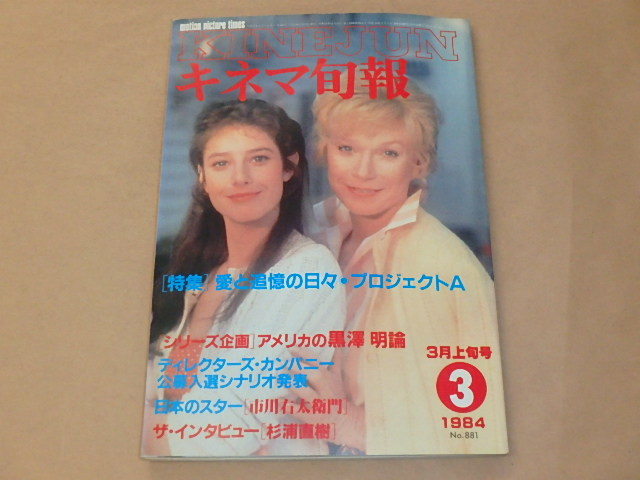 motion picture times
KINEJUN
キネマ旬報
[特集] 愛と追憶の日々・プロジェクトA
[シリーズ企画] アメリカの黒澤 明論
ディレクターズ・カンパニー
公募入選シナリオ発表
日本のスター [市川右太衛門]
ザ・インタビュー [杉浦直樹]
3月上旬号
3
1984
No.881